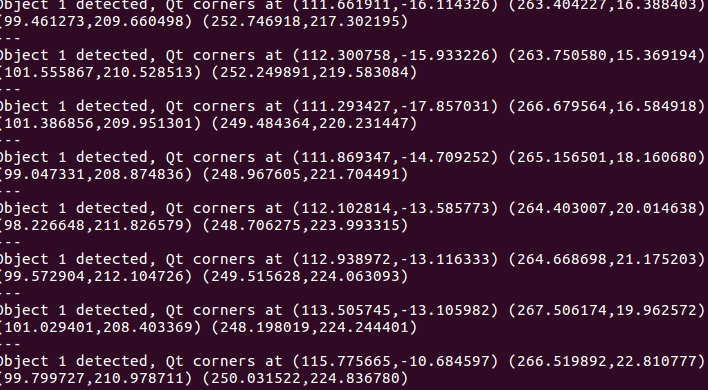 Object 1 detected, Qt corners at (111.661911,-16.114326) (263.404227,16.388403)
(99.461273,209.660498) (252.746918,217.302195)
---
Object 1 detected, Qt corners at (112.300758,-15.933226) (263.750580,15.369194)
(101.555867,210.528513) (252.249891,219.583084)
---
Object 1 detected, Qt corners at (111.293427,-17.857031) (266.679564,16.584918)
(101.386856,209.951301) (249.484364,220.231447)
---
Object 1 detected, Qt corners at (111.869347,-14.709252) (265.156501,18.160680)
(99.047331,208.874836) (248.967605,221.704491)
---
Object 1 detected, Qt corners at (112.102814,-13.585773) (264.403007,20.014638)
(98.226648,211.826579) (248.706275,223.993315)
---
Object 1 detected, Qt corners at (112.938972,-13.116333) (264.668698,21.175203)
(99.572904,212.104726) (249.515628,224.063093)
---
Object 1 detected, Qt corners at (113.505745,-13.105982) (267.506174,19.962572)
(101.029401,208.403369) (248.198019,224.244401)
---
Object 1 detected, Qt corners at (115.775665,-10.684597) (266.519892,22.810777)
(99.799727,210.978711) (250.031522,224.836780)